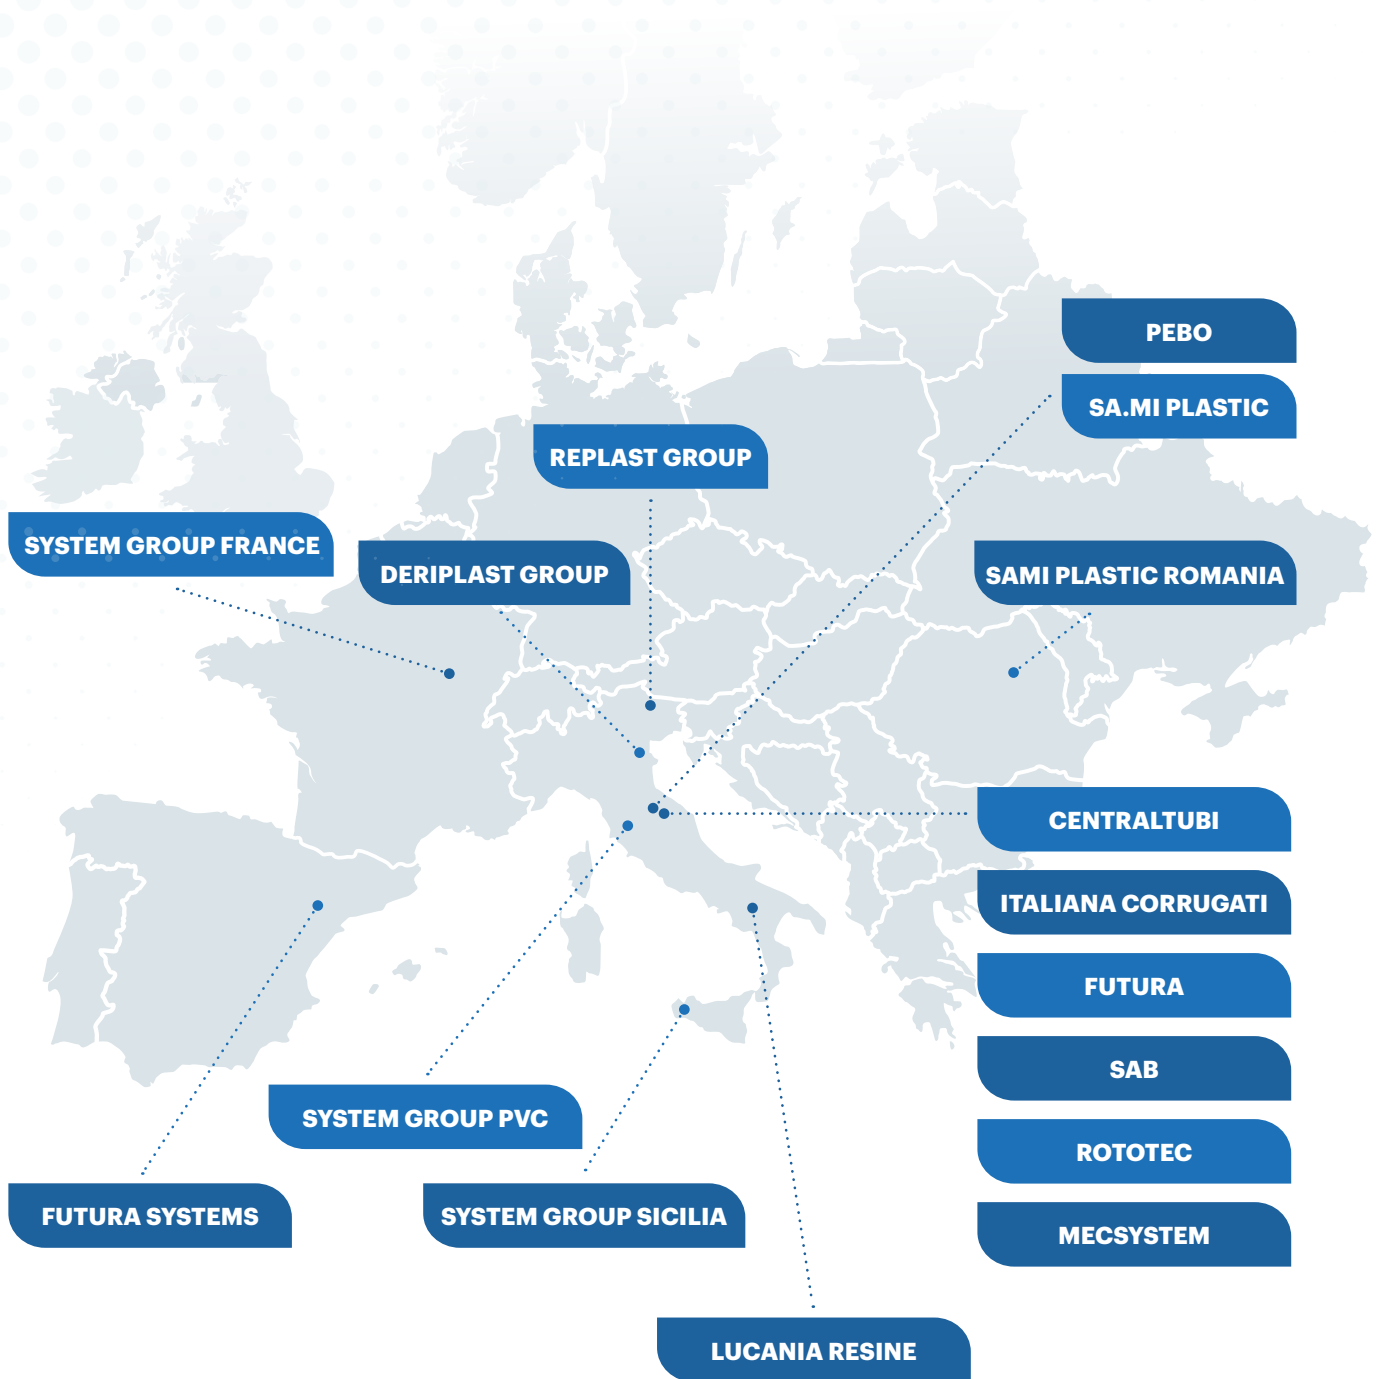 PEBO
SA.MI PLASTIC
REPLAST GROUP
SYSTEM GROUP FRANCE
DERIPLAST GROUP
SAMI PLASTIC ROMANIA
CENTRALTUBI
ITALIANA CORRUGATI
FUTURA
SAB
SYSTEM GROUP PVC
ROTOTEC
FUTURA SYSTEMS
SYSTEM GROUP SICILIA
MECSYSTEM
LUCANIA RESINE